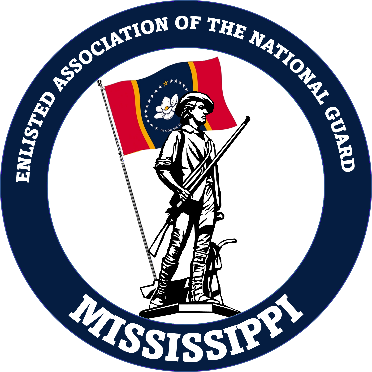 ENLISTED ASSOCIATION OF THE NATIONAL GUARD
MISSISSIPPI